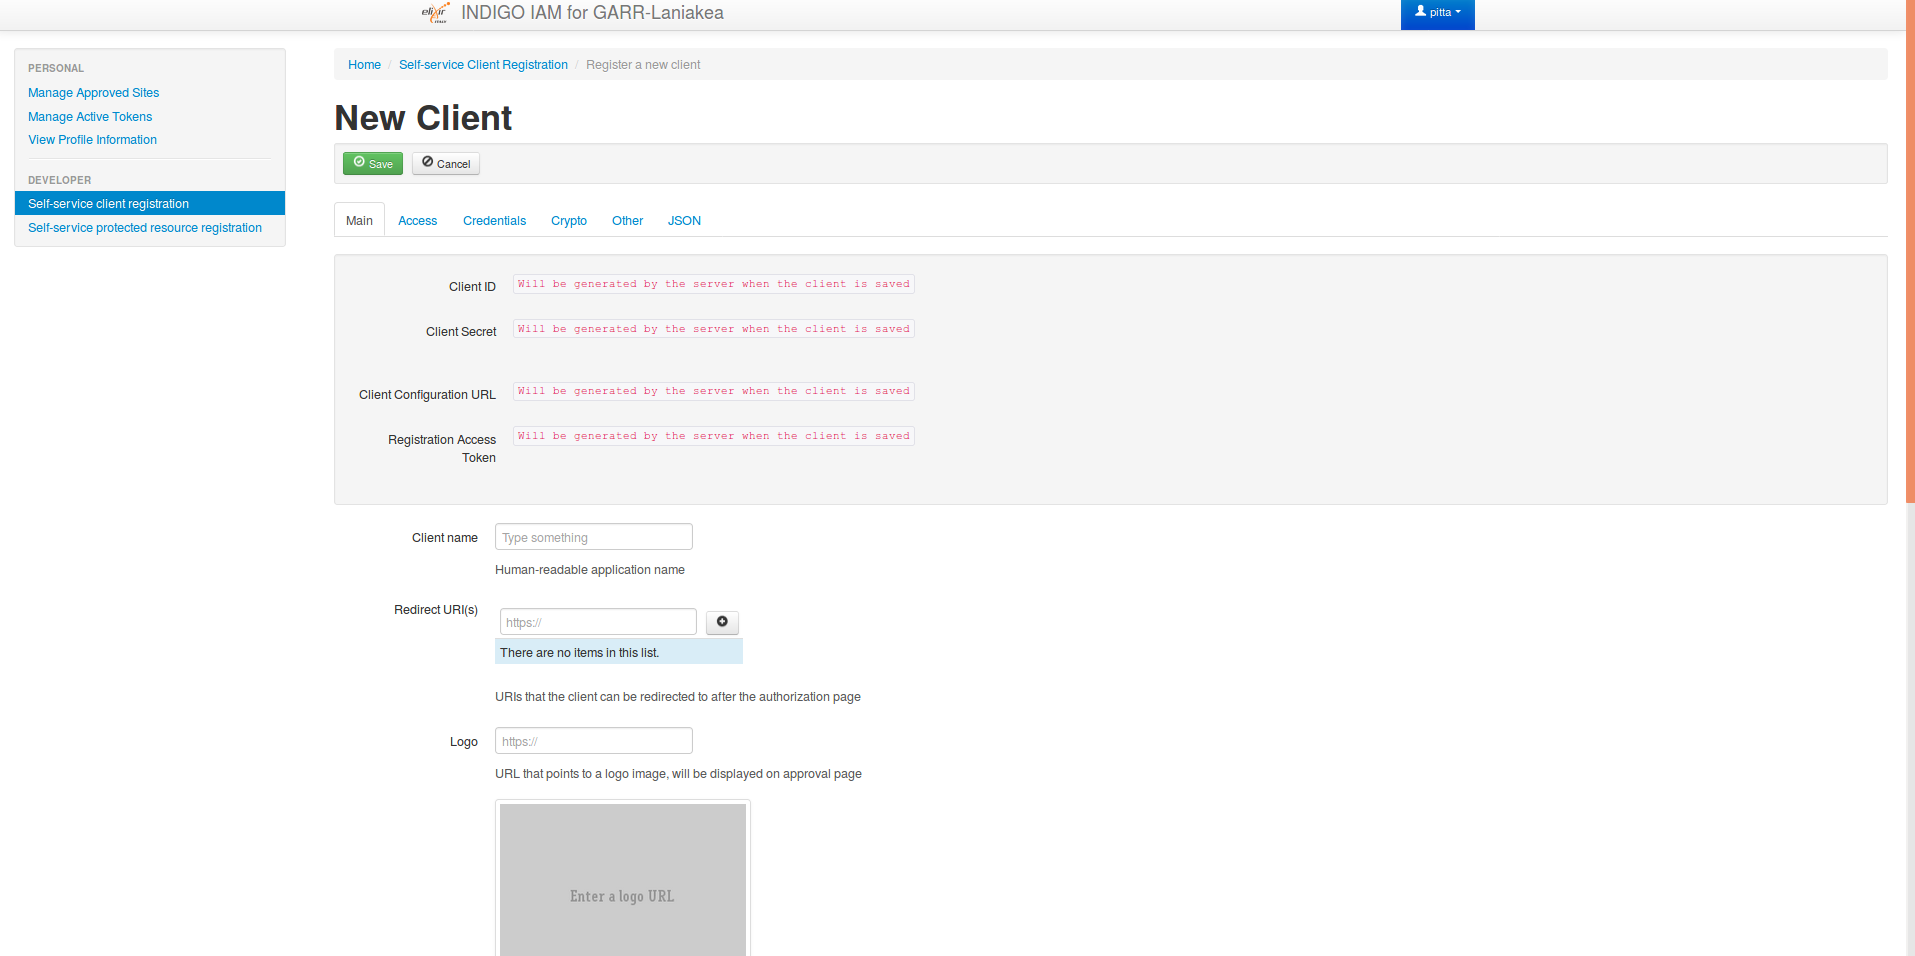 elixir
ITALY
INDIGO IAM for GARR-Laniakea
pitta
PERSONAL
Manage Approved Sites
Manage Active Tokens
View Profile Information
DEVELOPER
Self-service client registration
Self-service protected resource registration
Home / Self-service Client Registration / Register a new client
New Client
Save Cancel
Main Access Credentials Crypto Other JSON
Client ID Will be generated by the server when the client is saved
Client Secret Will be generated by the server when the client is saved
Client Configuration URL Will be generated by the server when the client is saved
Registration Access Will be generated by the server when the client is saved
Token
Client name Type something
Human-readable application name
Redirect URI(s)
https://
There are no items in this list.
URIs that the client can be redirected to after the authorization page
Logo https://
URL that points to a logo image, will be displayed on approval page
Enter a logo URL